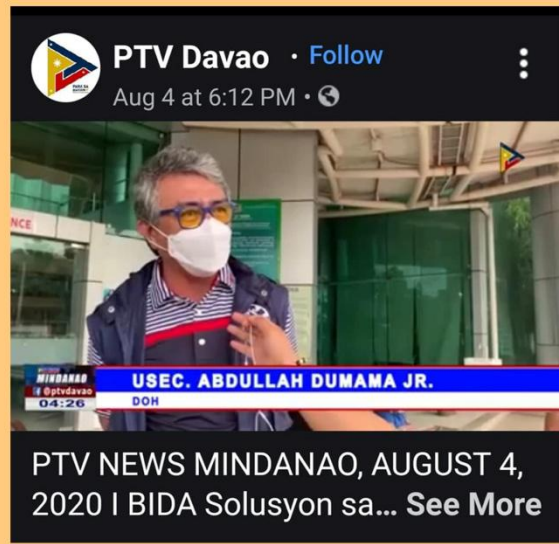 PTV Davao · Follow
Aug 4 at 6:12 PM ·
NCE
MINDANAO
@ptvdavao
04:26
USEC. ABDULLAH DUMAMA JR.
DOH
PTV NEWS MINDANAO, AUGUST 4,
2020 I BIDA Solusyon sa... See More